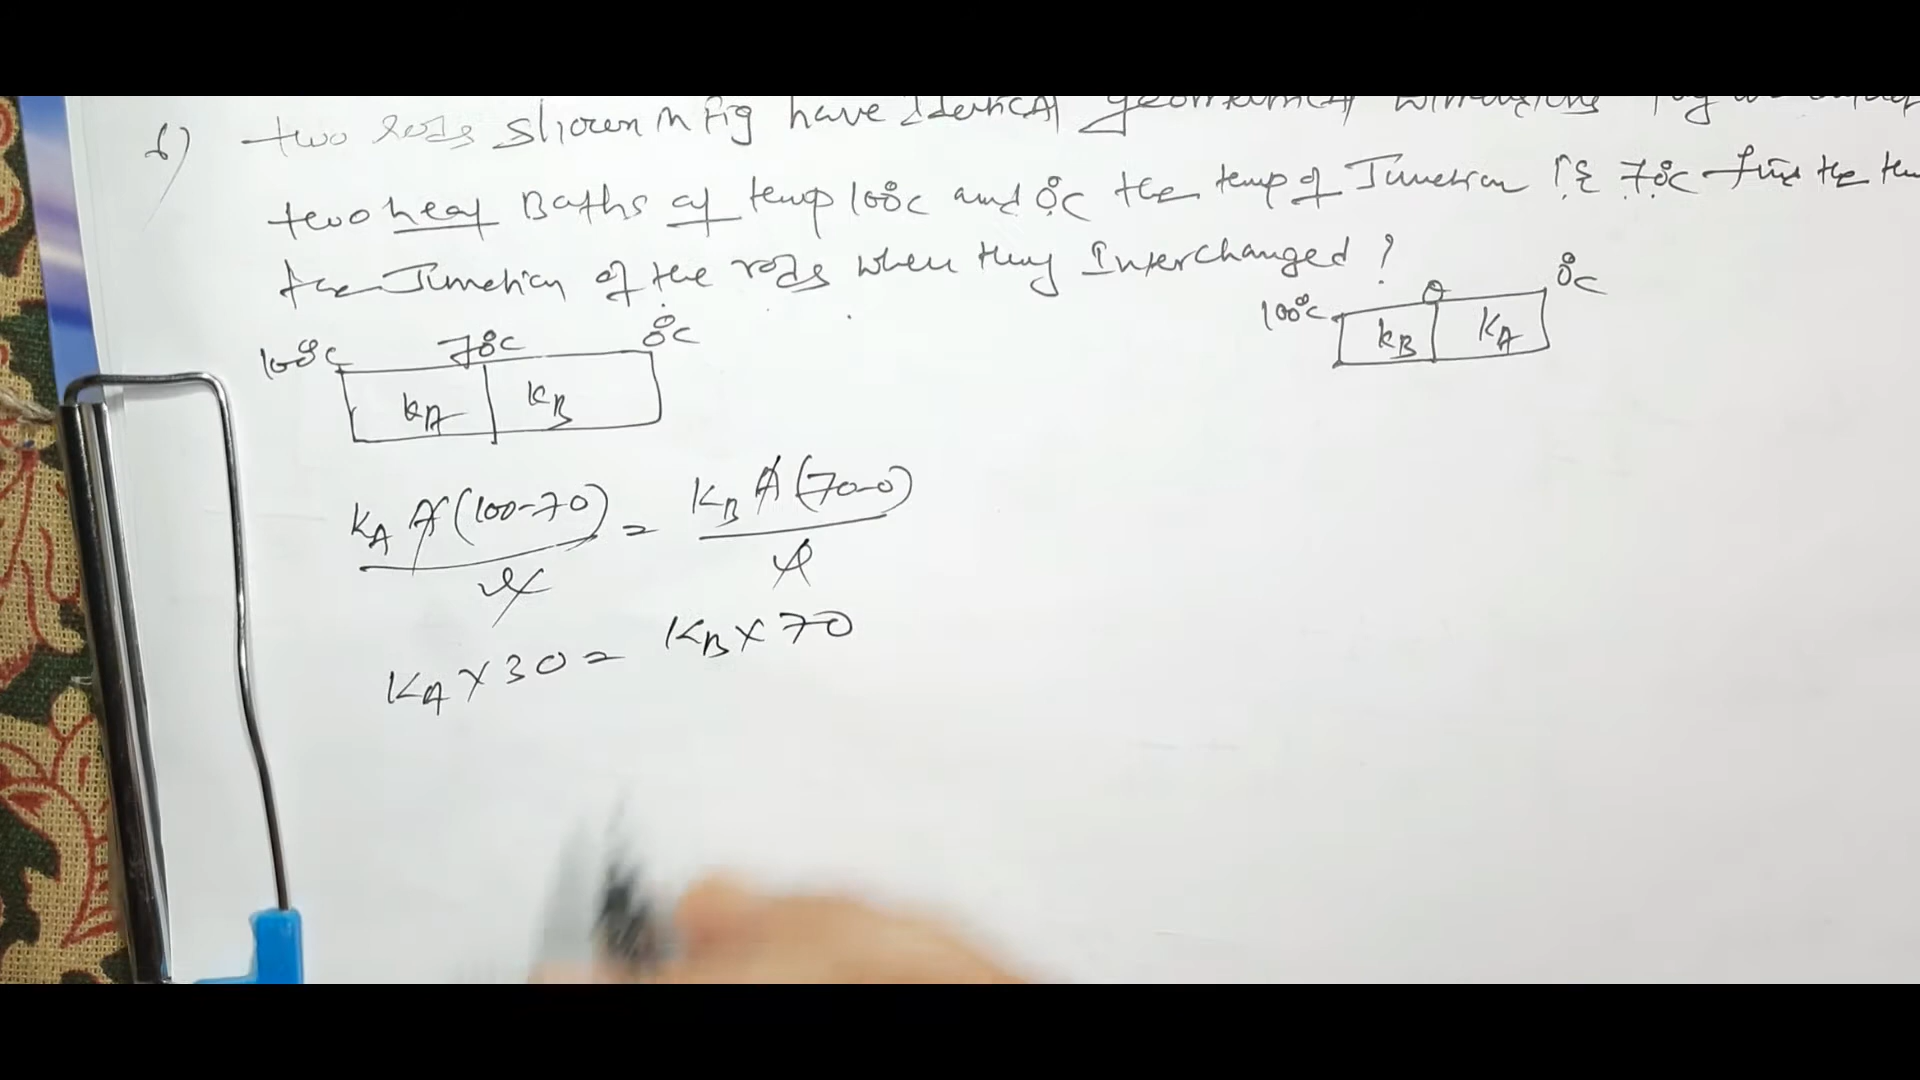 6) two rods shown in fig have Identical geometrical
two heat Baths of temp 100°C and 0°C the temp of Junction is 70°C find the
the Junction of the rods when they Interchanged?
100°C 70°C 0°C
KA KB
100°C θ 0°C
KB KA
KA A (100-70) = KB A (70-0)
KA X 30 = KB X 70